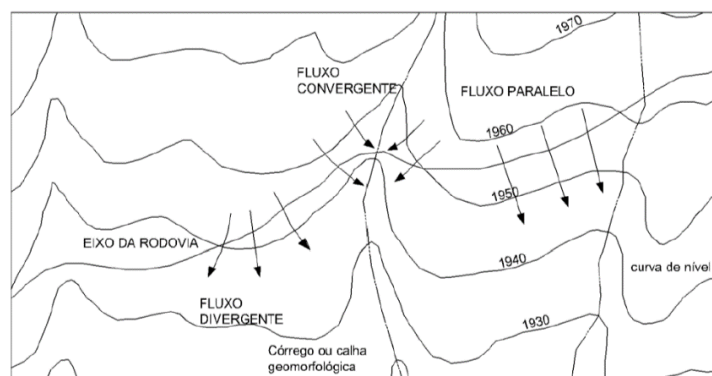 1970
FLUXO
CONVERGENTE
FLUXO PARALELO
1960
1950
EIXO DA RODOVIA
1940
curva de nível
FLUXO
DIVERGENTE
1930
Córrego ou calha
geomorfológica